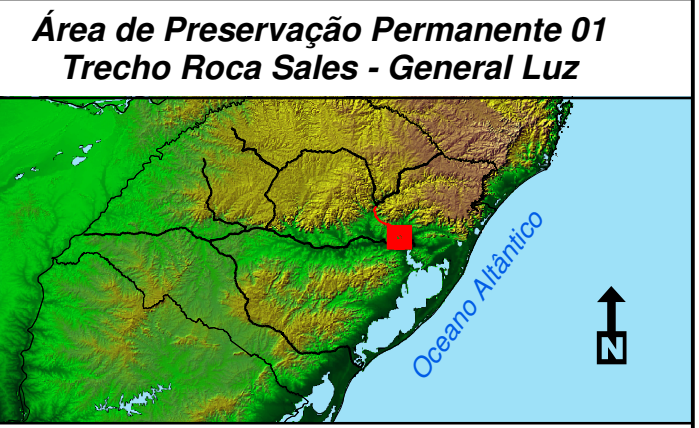 Área de Preservação Permanente 01
Trecho Roca Sales - General Luz
Oceano Altântico
N